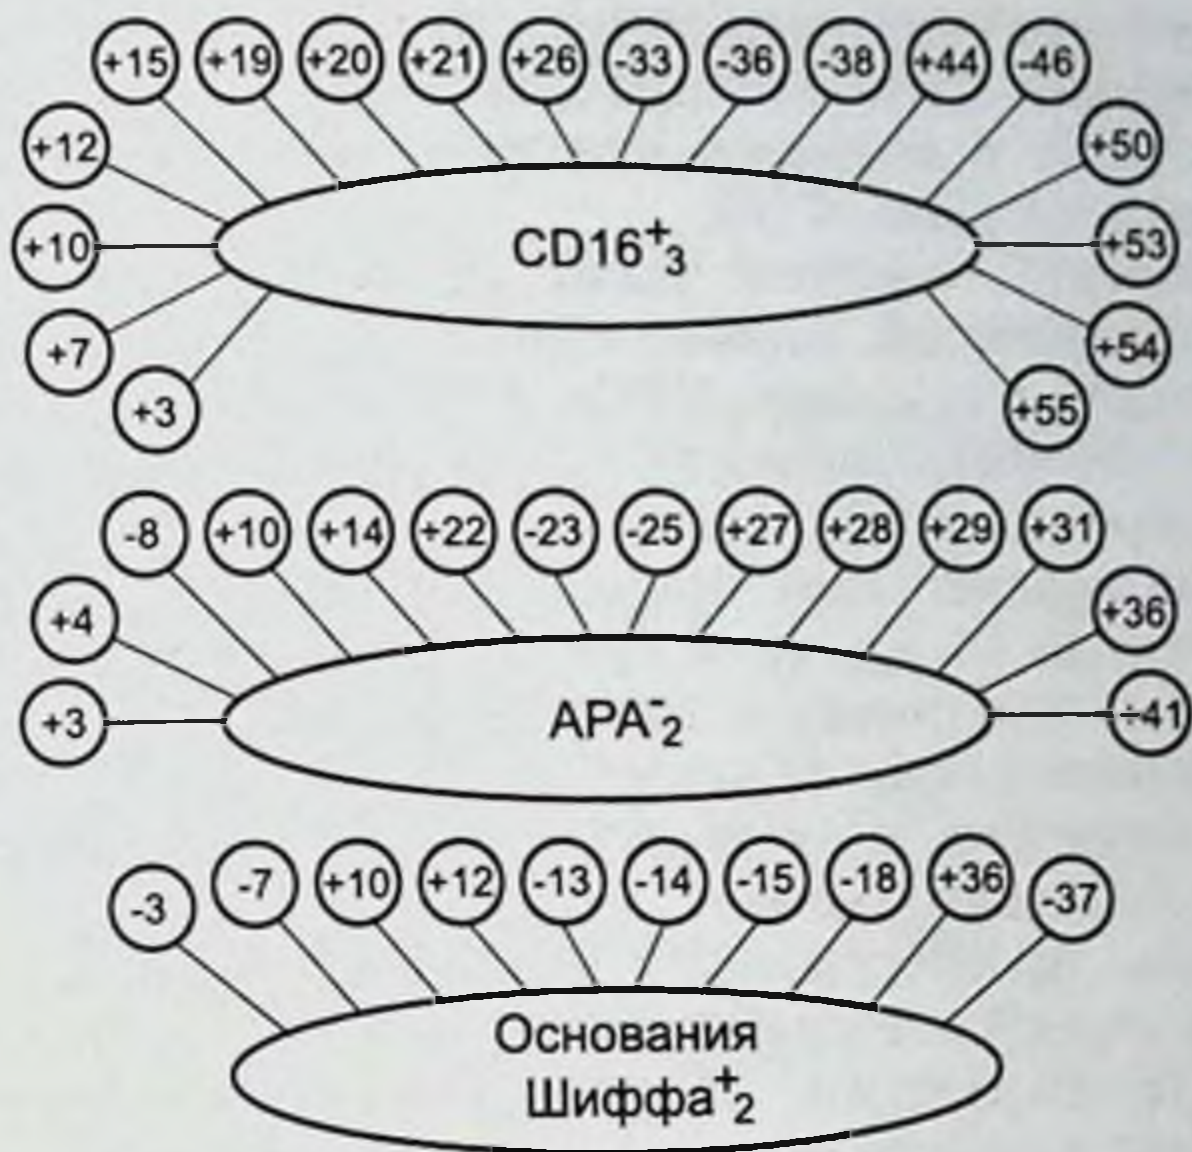 +15 +19 +20 +21 +26 -33 -36 -38 +44 -46
+12 +50
+10 CD16⁺₃ +53
+7 +54
+3 +55
-8 +10 +14 +22 -23 -25 +27 +28 +29 +31
+4 +36
+3 АРА⁻₂ +41
-3 -7 +10 +12 -13 -14 -15 -18 +36 -37
Основания
Шиффа⁺₂